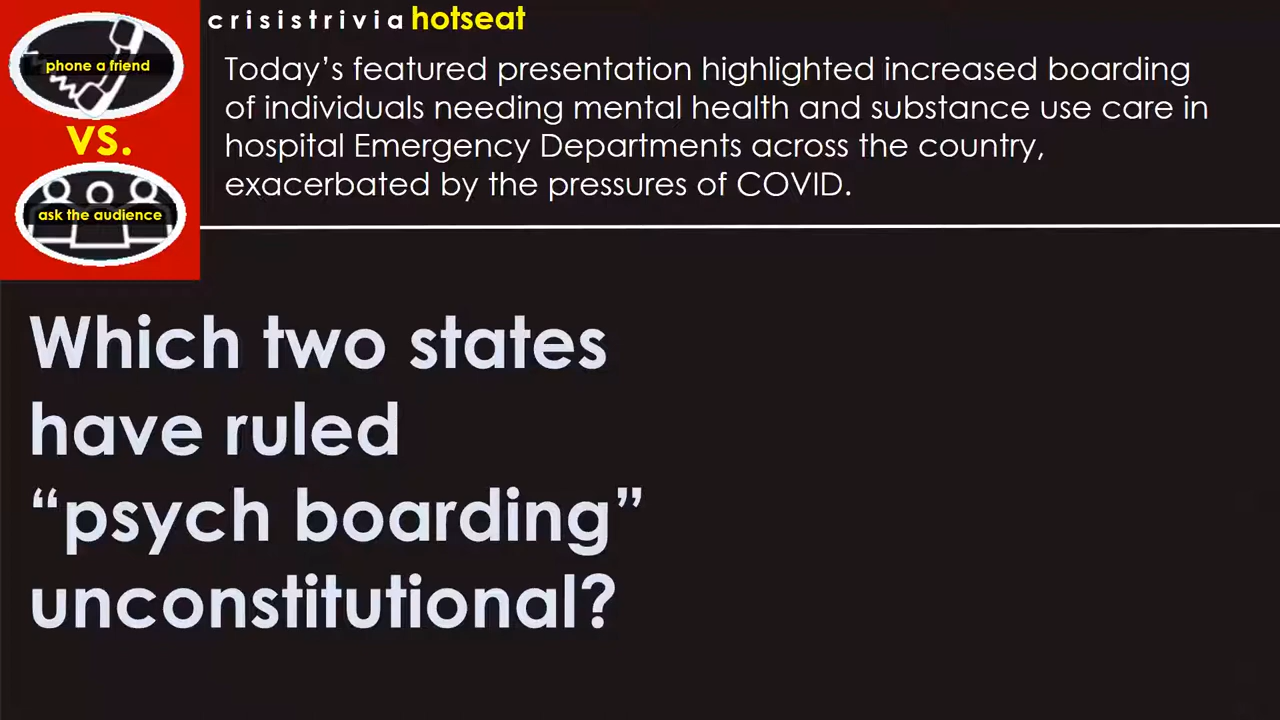 crisistrivia hotseat
phone a friend
vs.
ask the audience
Today’s featured presentation highlighted increased boarding
of individuals needing mental health and substance use care in
hospital Emergency Departments across the country,
exacerbated by the pressures of COVID.
Which two states
have ruled
“psych boarding”
unconstitutional?